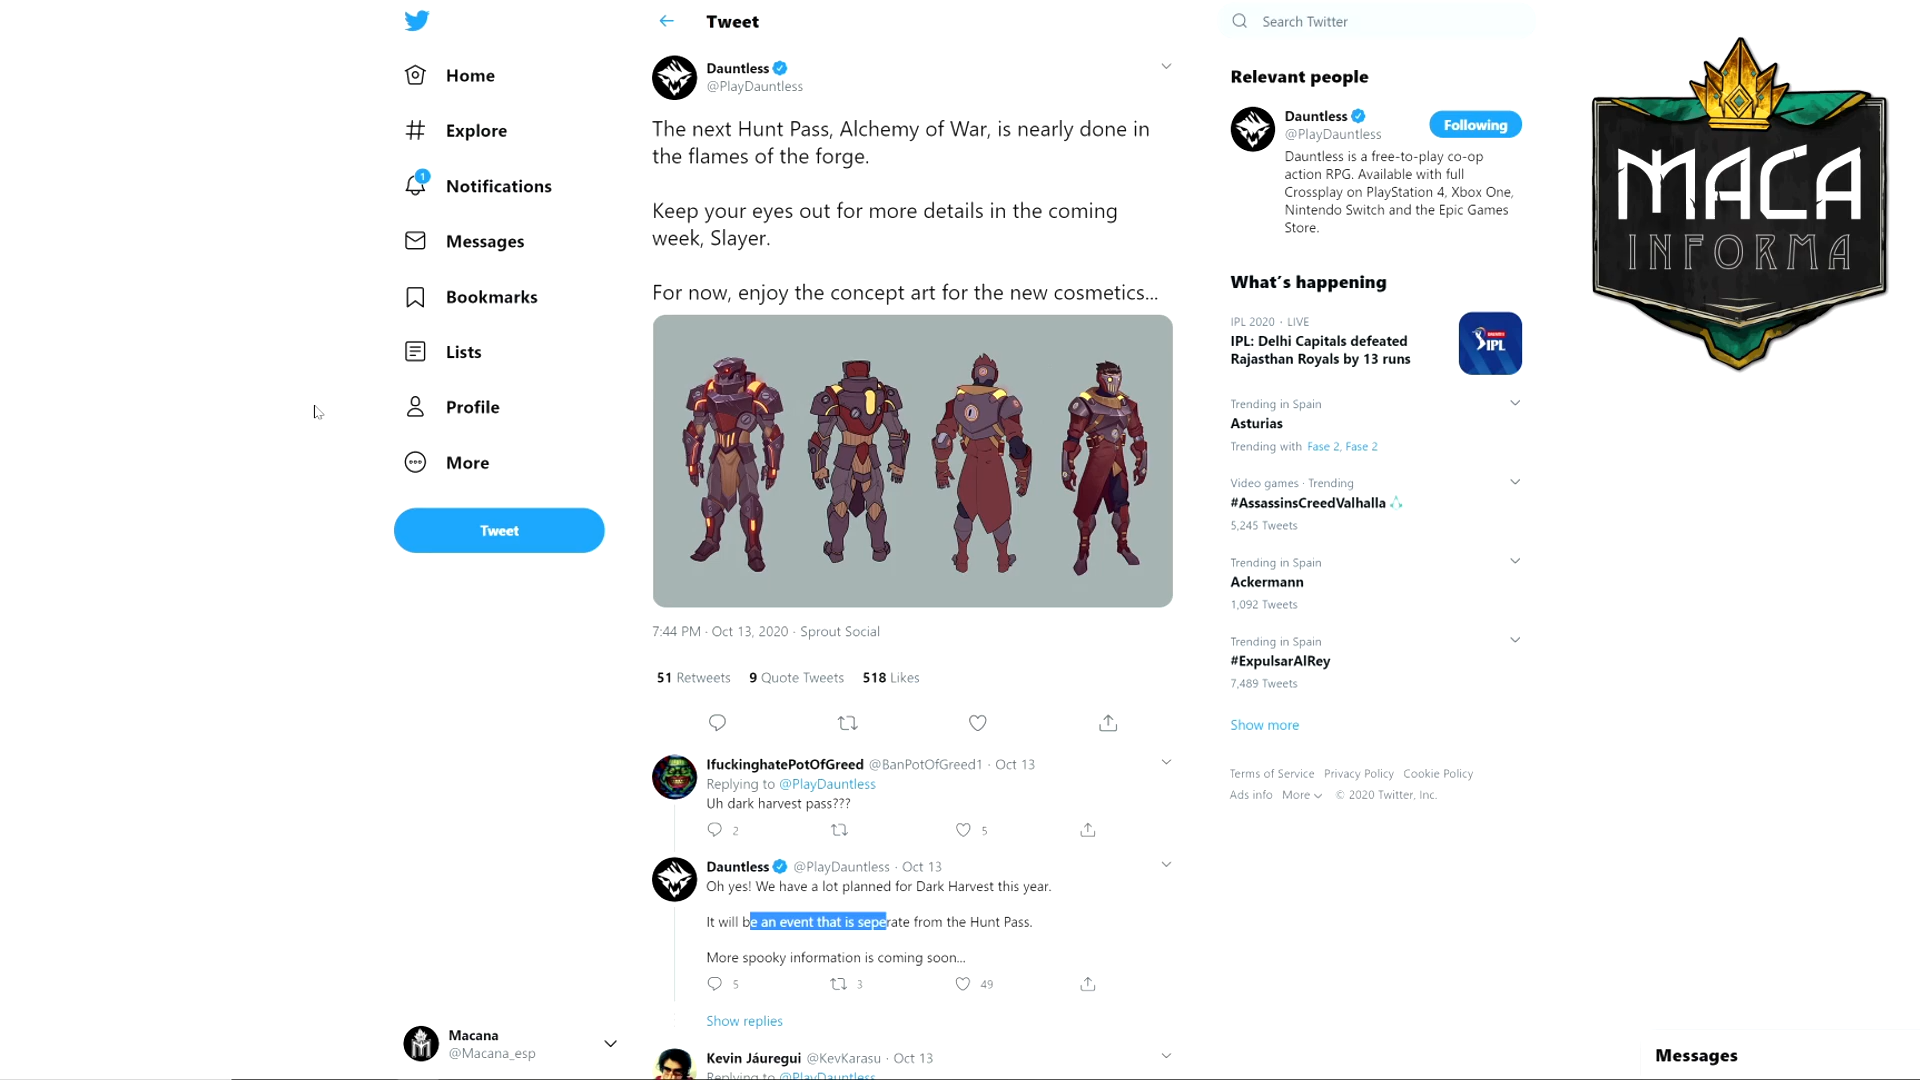 Home
Explore
1
Notifications
Messages
Bookmarks
Lists
Profile
More
Tweet
Macana
@Macana_esp
Tweet
Dauntless
@PlayDauntless
The next Hunt Pass, Alchemy of War, is nearly done in
the flames of the forge.
Keep your eyes out for more details in the coming
week, Slayer.
For now, enjoy the concept art for the new cosmetics...
7:44 PM · Oct 13, 2020 · Sprout Social
51 Retweets 9 Quote Tweets 518 Likes
IfuckinghatePotOfGreed @BanPotOfGreed1 · Oct 13
Replying to @PlayDauntless
Uh dark harvest pass???
2 5
Dauntless @PlayDauntless · Oct 13
Oh yes! We have a lot planned for Dark Harvest this year.
It will be an event that is seperate from the Hunt Pass.
More spooky information is coming soon...
5 3 49
Show replies
Kevin Jáuregui @KevKarasu · Oct 13
Replying to @PlayDauntless
Search Twitter
Relevant people
Dauntless
@PlayDauntless
Following
Dauntless is a free-to-play co-op
action RPG. Available with full
Crossplay on PlayStation 4, Xbox One,
Nintendo Switch and the Epic Games
Store.
What's happening
IPL 2020 · LIVE
IPL: Delhi Capitals defeated
Rajasthan Royals by 13 runs
IPL
Trending in Spain
Asturias
Trending with Fase 2, Fase 2
Video games · Trending
#AssassinsCreedValhalla
5,245 Tweets
Trending in Spain
Ackermann
1,092 Tweets
Trending in Spain
#ExpulsarAlRey
7,489 Tweets
Show more
Terms of Service Privacy Policy Cookie Policy
Ads info More © 2020 Twitter, Inc.
MACA
INFORMA
Messages